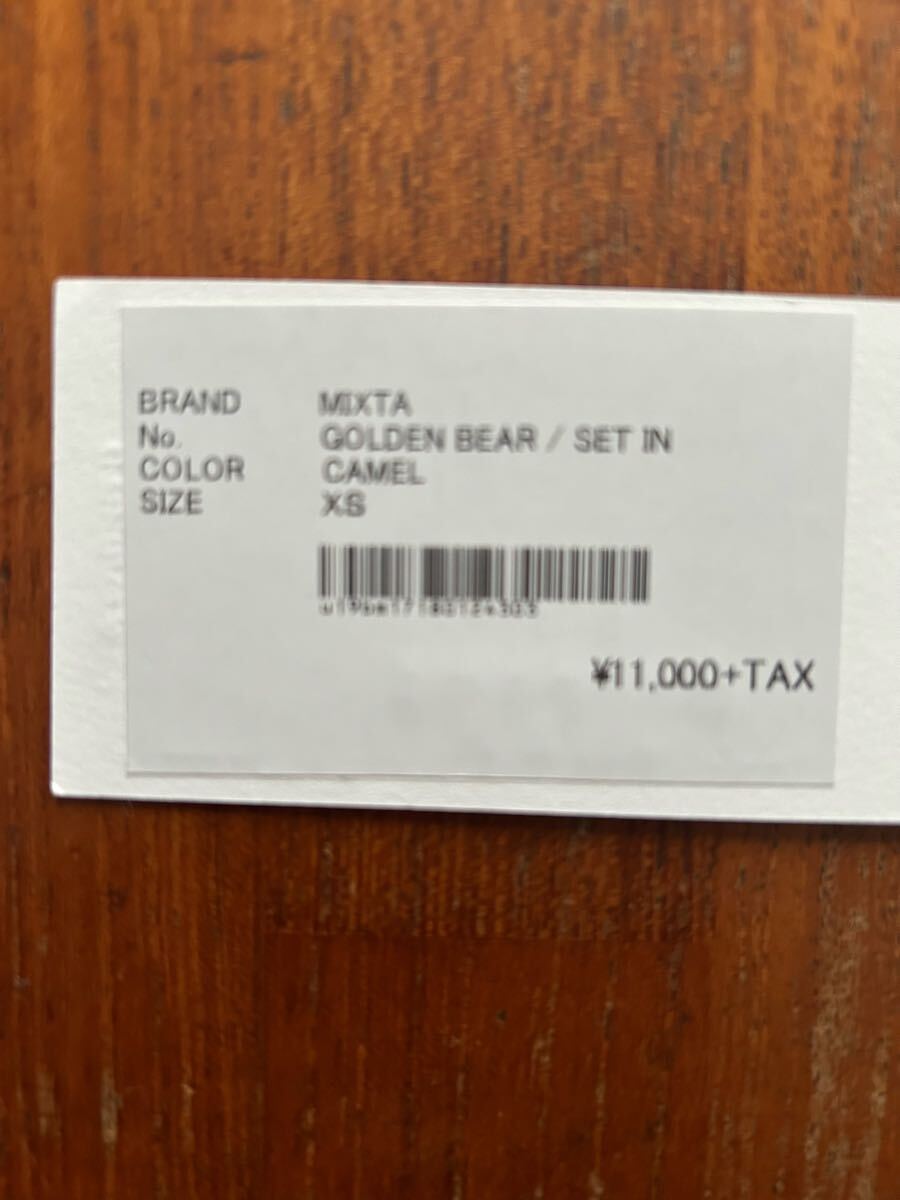 BRAND MIXTA
No. GOLDEN BEAR / SET IN
COLOR CAMEL
SIZE XS
¥11,000+TAX